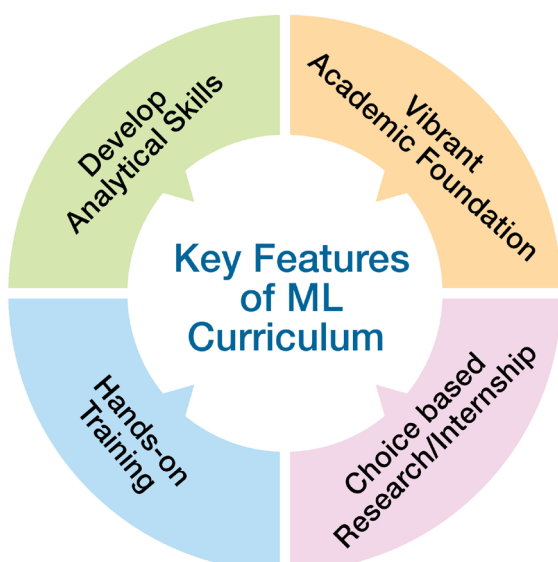 Develop
Analytical Skills
Vibrant
Academic Foundation
Key Features
of ML
Curriculum
Hands-on
Training
Choice based
Research/Internship